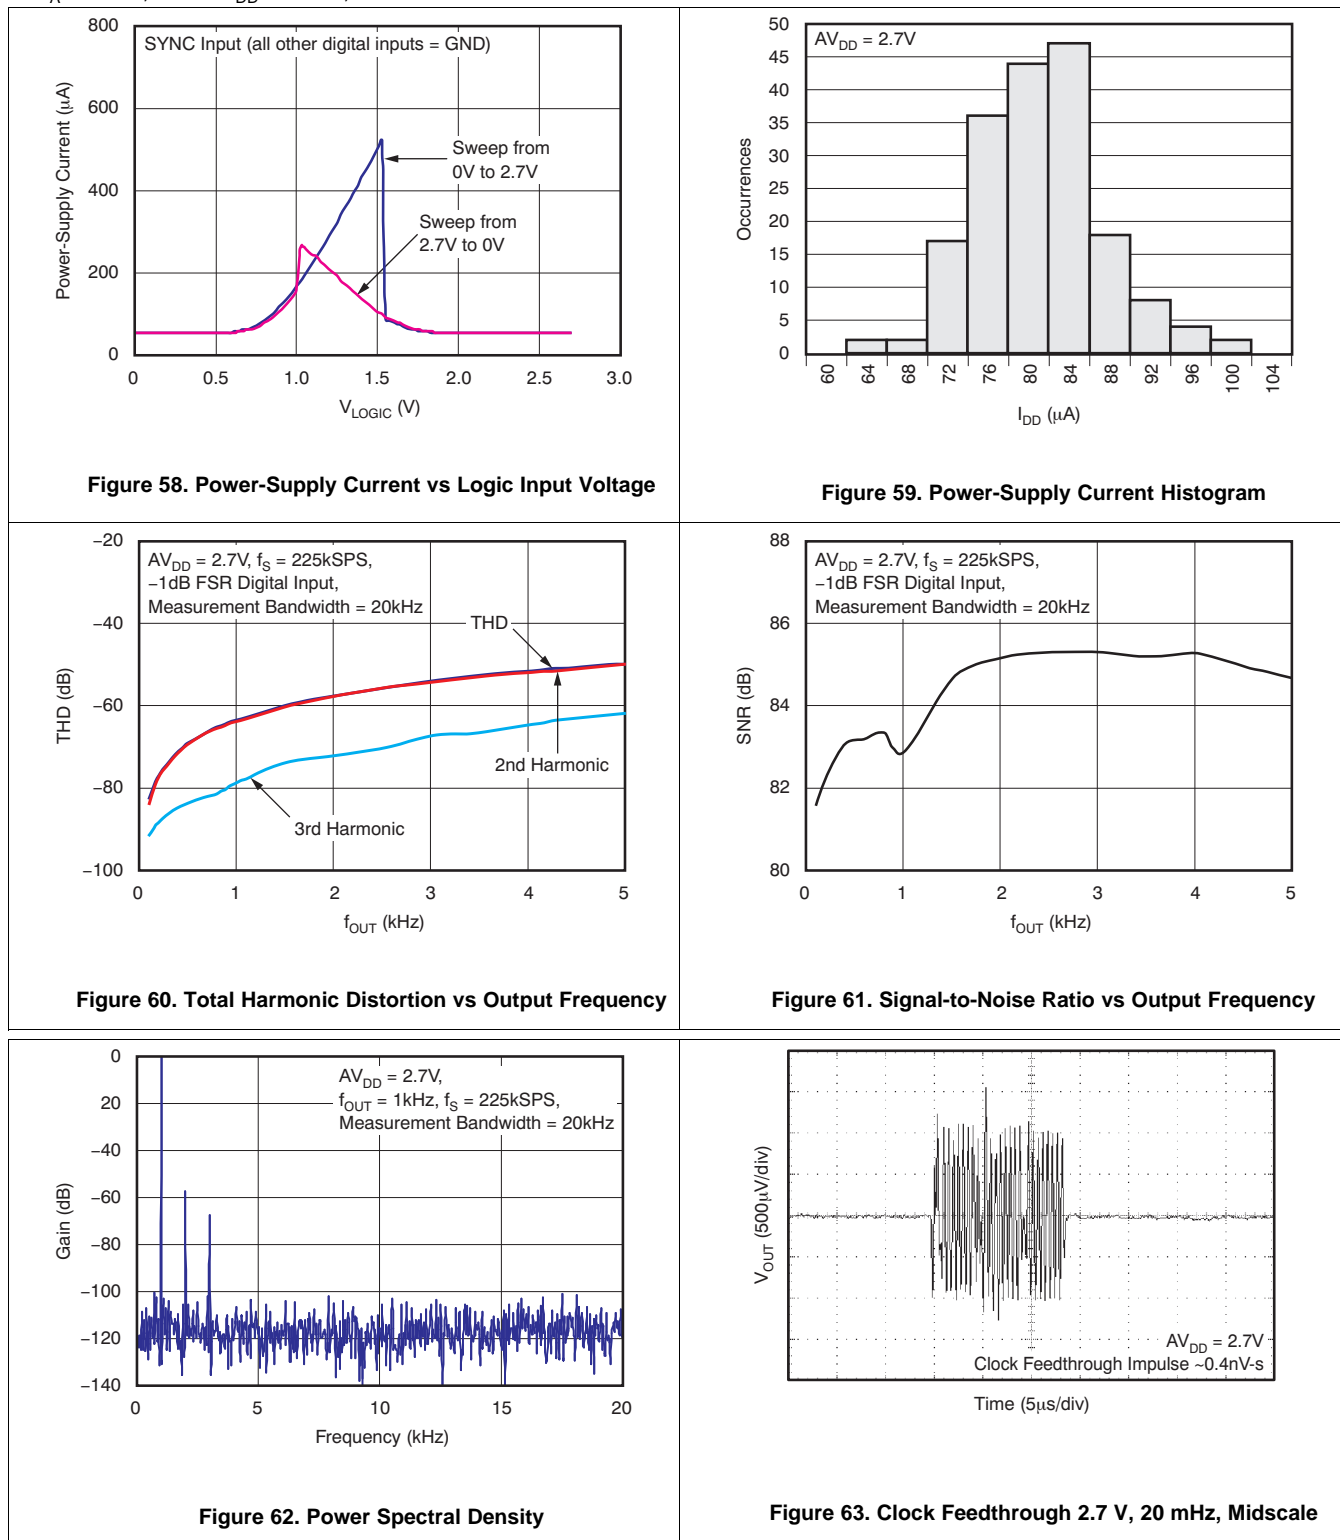 800
600
400
200
0
Power-Supply Current (µA)
SYNC Input (all other digital inputs = GND)
Sweep from
0V to 2.7V
Sweep from
2.7V to 0V
0 0.5 1.0 1.5 2.0 2.5 3.0
VLOGIC (V)
Figure 58. Power-Supply Current vs Logic Input Voltage
50
45
40
35
30
25
20
15
10
5
0
Occurrences
AVDD = 2.7V
60 64 68 72 76 80 84 88 92 96 100 104
IDD (µA)
Figure 59. Power-Supply Current Histogram
−20
−40
−60
−80
−100
THD (dB)
AVDD = 2.7V, fS = 225kSPS,
−1dB FSR Digital Input,
Measurement Bandwidth = 20kHz
THD
2nd Harmonic
3rd Harmonic
0 1 2 3 4 5
fOUT (kHz)
Figure 60. Total Harmonic Distortion vs Output Frequency
88
86
84
82
80
SNR (dB)
AVDD = 2.7V, fS = 225kSPS,
−1dB FSR Digital Input,
Measurement Bandwidth = 20kHz
0 1 2 3 4 5
fOUT (kHz)
Figure 61. Signal-to-Noise Ratio vs Output Frequency
0
20
−40
−60
−80
−100
−120
−140
Gain (dB)
AVDD = 2.7V,
fOUT = 1kHz, fS = 225kSPS,
Measurement Bandwidth = 20kHz
0 5 10 15 20
Frequency (kHz)
Figure 62. Power Spectral Density
VOUT (500µV/div)
AVDD = 2.7V
Clock Feedthrough Impulse ~0.4nV-s
Time (5µs/div)
Figure 63. Clock Feedthrough 2.7 V, 20 mHz, Midscale